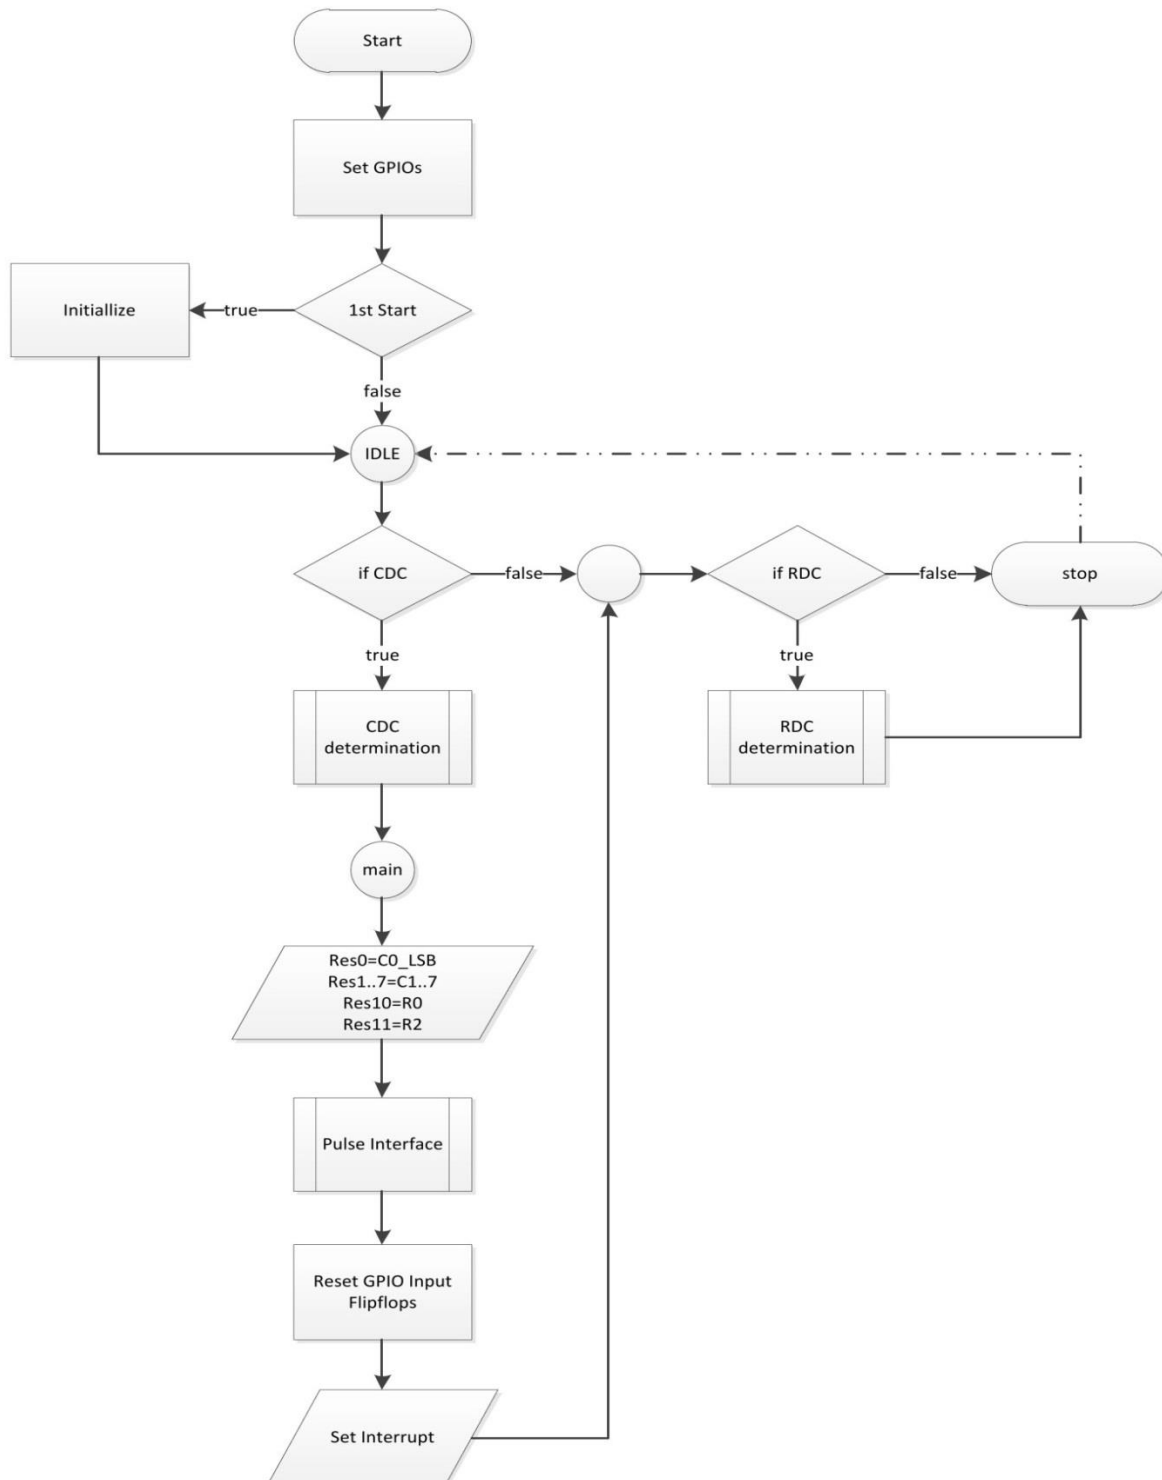 Start
Set GPIOs
Initiallize
true
1st Start
false
IDLE
if CDC
false
if RDC
false
stop
true
true
CDC
determination
RDC
determination
main
Res0=C0_LSB
Res1..7=C1..7
Res10=R0
Res11=R2
Pulse Interface
Reset GPIO Input
Flipflops
Set Interrupt